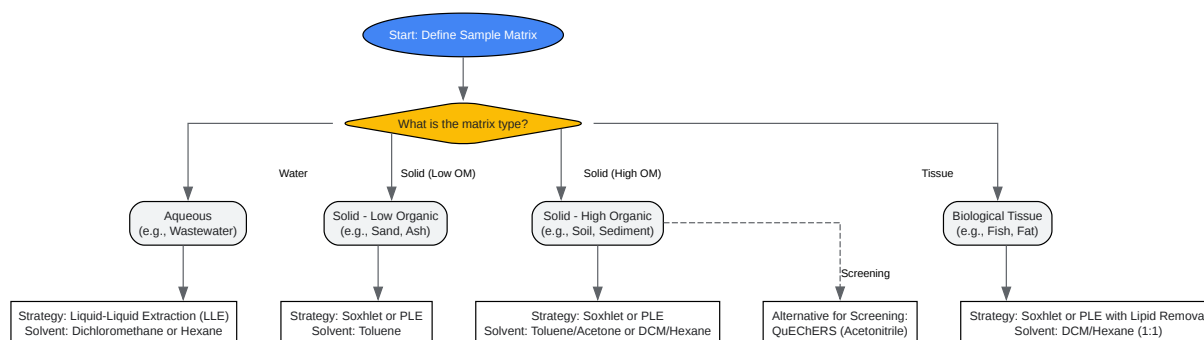 Start: Define Sample Matrix
What is the matrix type?
Water
Solid (Low OM)
Solid (High OM)
Tissue
Aqueous
(e.g., Wastewater)
Solid - Low Organic
(e.g., Sand, Ash)
Solid - High Organic
(e.g., Soil, Sediment)
Biological Tissue
(e.g., Fish, Fat)
Screening
Strategy: Liquid-Liquid Extraction (LLE)
Solvent: Dichloromethane or Hexane
Strategy: Soxhlet or PLE
Solvent: Toluene
Strategy: Soxhlet or PLE
Solvent: Toluene/Acetone or DCM/Hexane
Alternative for Screening:
QuEChERS (Acetonitrile)
Strategy: Soxhlet or PLE with Lipid Remova
Solvent: DCM/Hexane (1:1)